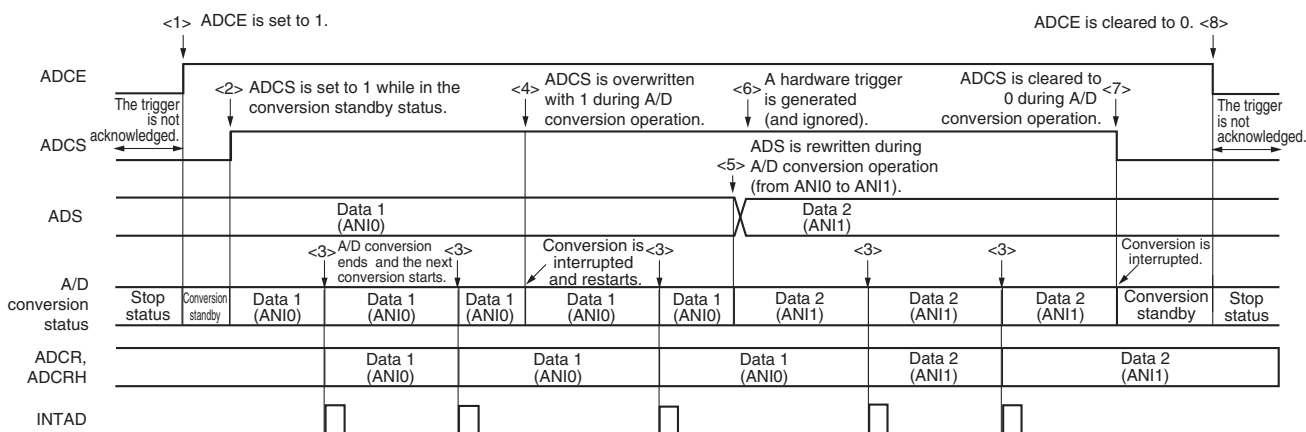 <1> ADCE is set to 1.
ADCE is cleared to 0. <8>
ADCE
The trigger
is not
acknowledged.
<2> ADCS is set to 1 while in the
conversion standby status.
<4> ADCS is overwritten
with 1 during A/D
conversion operation.
<6> A hardware trigger
is generated
(and ignored).
ADCS is cleared to <7>
0 during A/D
conversion operation.
The trigger
is not
acknowledged.
ADCS
<5> ADS is rewritten during
A/D conversion operation
(from ANI0 to ANI1).
ADS
Data 1
(ANI0)
Data 2
(ANI1)
<3> A/D conversion
ends and the next
conversion starts.
<3>
Conversion is
interrupted
and restarts.
<3>
<3>
<3>
Conversion is
interrupted.
A/D
conversion
status
Stop
status
Conversion
standby
Data 1
(ANI0)
Data 1
(ANI0)
Data 1
(ANI0)
Data 1
(ANI0)
Data 1
(ANI0)
Data 2
(ANI1)
Data 2
(ANI1)
Data 2
(ANI1)
Conversion
standby
Stop
status
ADCR,
ADCRH
Data 1
(ANI0)
Data 1
(ANI0)
Data 1
(ANI0)
Data 2
(ANI1)
Data 2
(ANI1)
INTAD